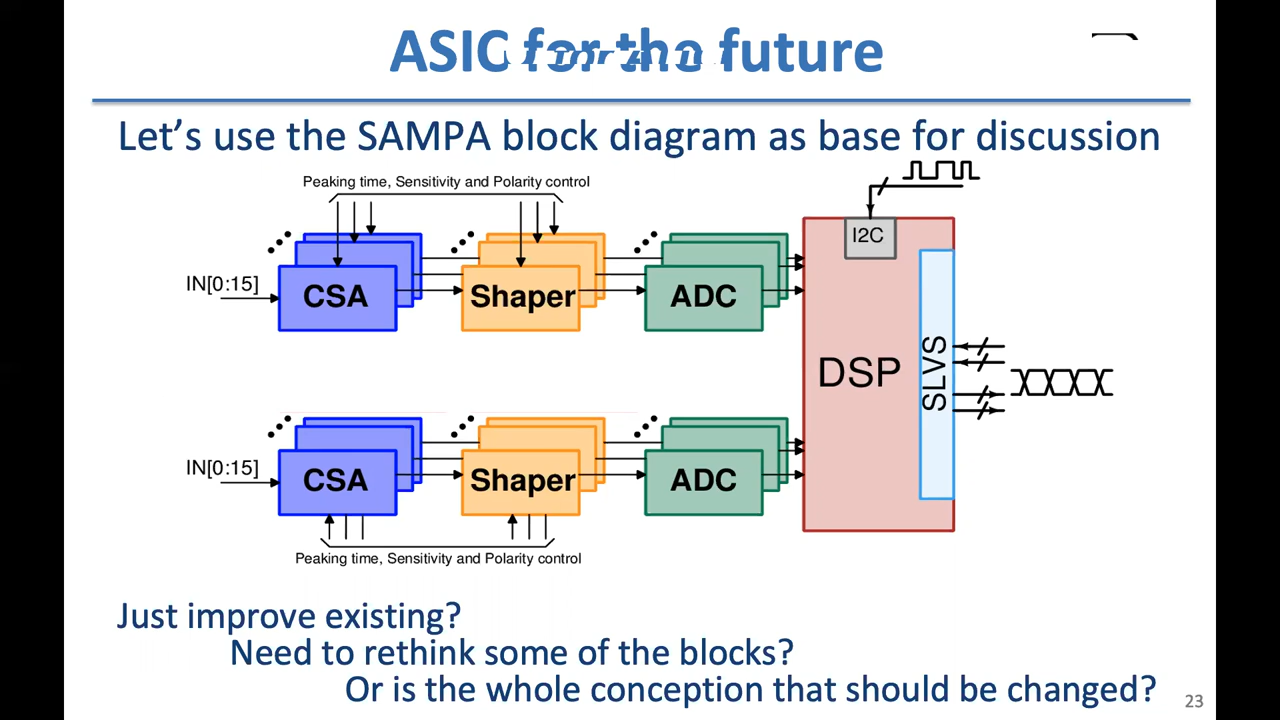 ASIC for the future
Let's use the SAMPA block diagram as base for discussion
Peaking time, Sensitivity and Polarity control
I2C
IN[0:15]
CSA
Shaper
ADC
DSP
SLVS
IN[0:15]
CSA
Shaper
ADC
Peaking time, Sensitivity and Polarity control
Just improve existing?
Need to rethink some of the blocks?
Or is the whole conception that should be changed?
23